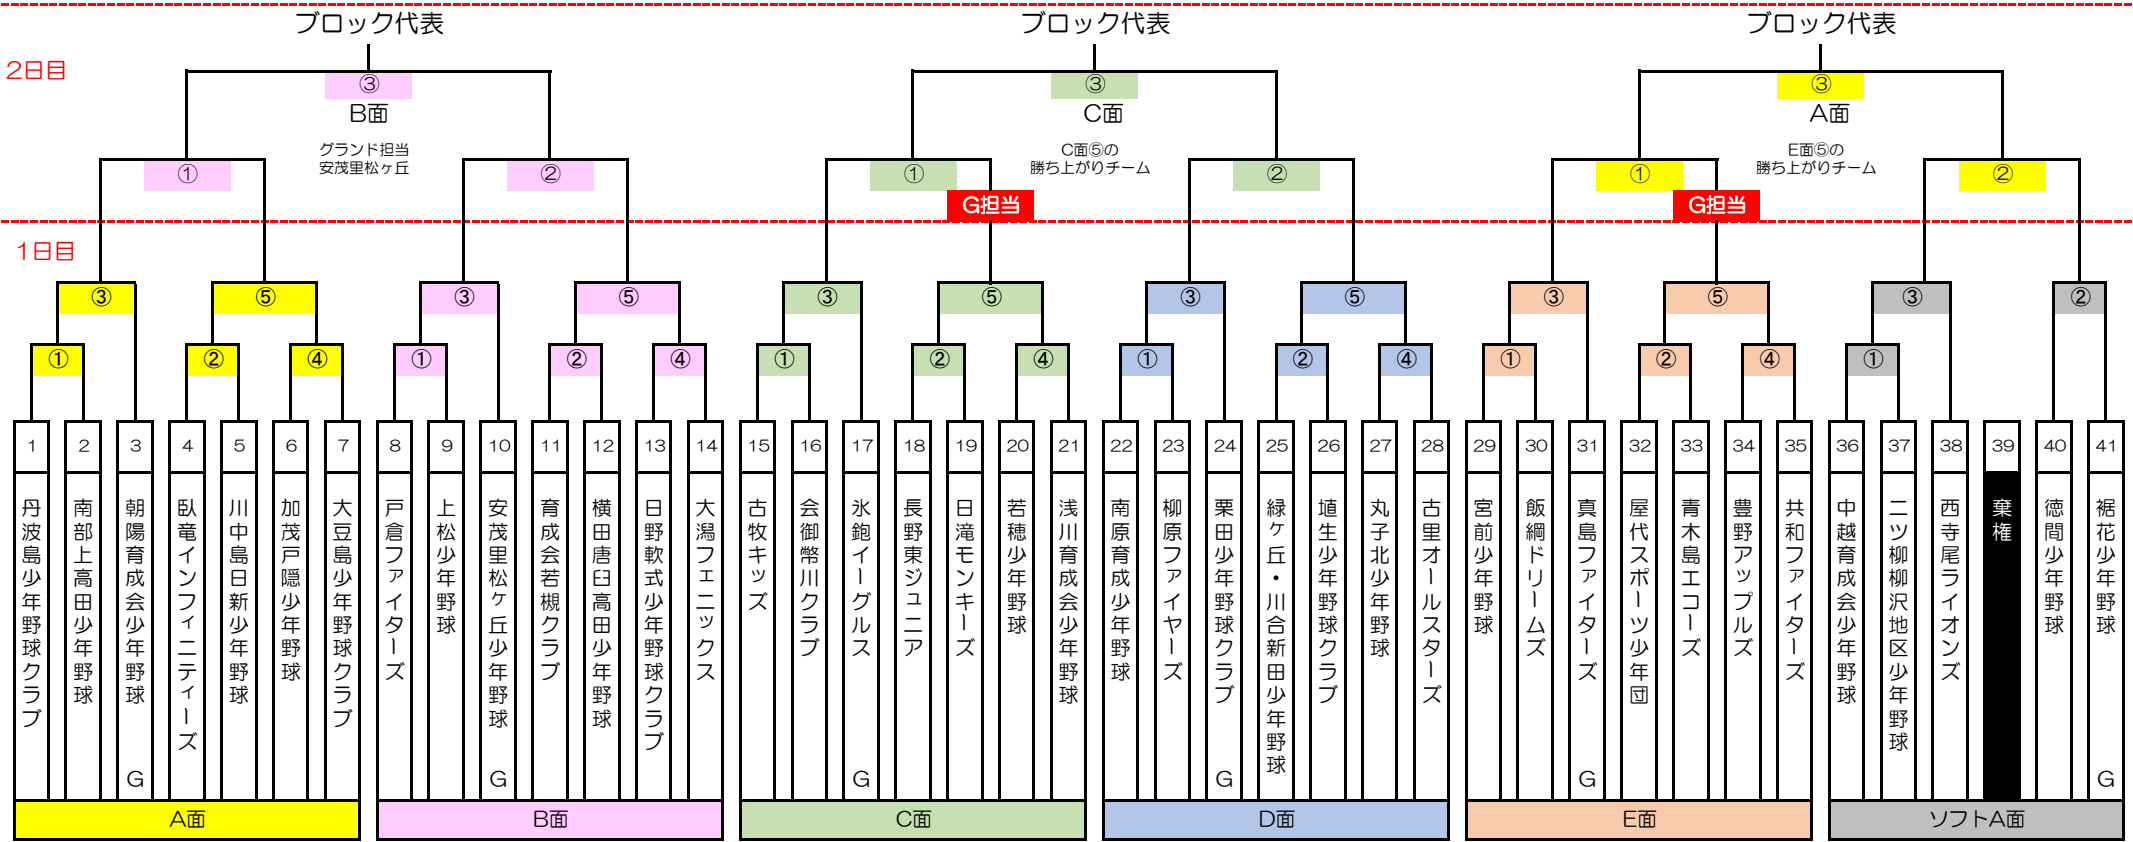 ブロック代表
ブロック代表
ブロック代表
2日目
③
B面
グランド担当
安茂里松ヶ丘
①
②
③
C面
C面⑤の
勝ち上がりチーム
①
②
G担当
③
A面
E面⑤の
勝ち上がりチーム
①
②
G担当
1日目
③
⑤
①
②
④
③
⑤
①
②
④
③
⑤
①
②
④
③
⑤
①
②
④
③
⑤
①
②
④
③
②
①
1
丹波島少年野球クラブ
2
南部上高田少年野球
3
朝陽育成会少年野球
G
4
臥竜インフィニティーズ
5
川中島日新少年野球
6
加茂戸隠少年野球
7
大豆島少年野球クラブ
A面
8
戸倉ファイターズ
9
上松少年野球
10
安茂里松ヶ丘少年野球
G
11
育成会若槻クラブ
12
横田唐臼高田少年野球
13
日野軟式少年野球クラブ
14
大潟フェニックス
B面
15
古牧キッズ
16
会御幣川クラブ
17
氷鉋イーグルス
G
18
長野東ジュニア
19
日滝モンキーズ
20
若穂少年野球
21
浅川育成会少年野球
C面
22
南原育成少年野球
23
柳原ファイヤーズ
24
栗田少年野球クラブ
G
25
緑ケ丘・川合新田少年野球
26
埴生少年野球クラブ
27
丸子北少年野球
28
古里オールスターズ
D面
29
宮前少年野球
30
飯綱ドリームズ
31
真島ファイターズ
G
32
屋代スポーツ少年団
33
青木島エコーズ
34
豊野アップルズ
35
共和ファイターズ
E面
36
中越育成会少年野球
37
二ツ柳柳沢地区少年野球
38
西寺尾ライオンズ
39
棄権
40
徳間少年野球
41
裾花少年野球
G
ソフトA面